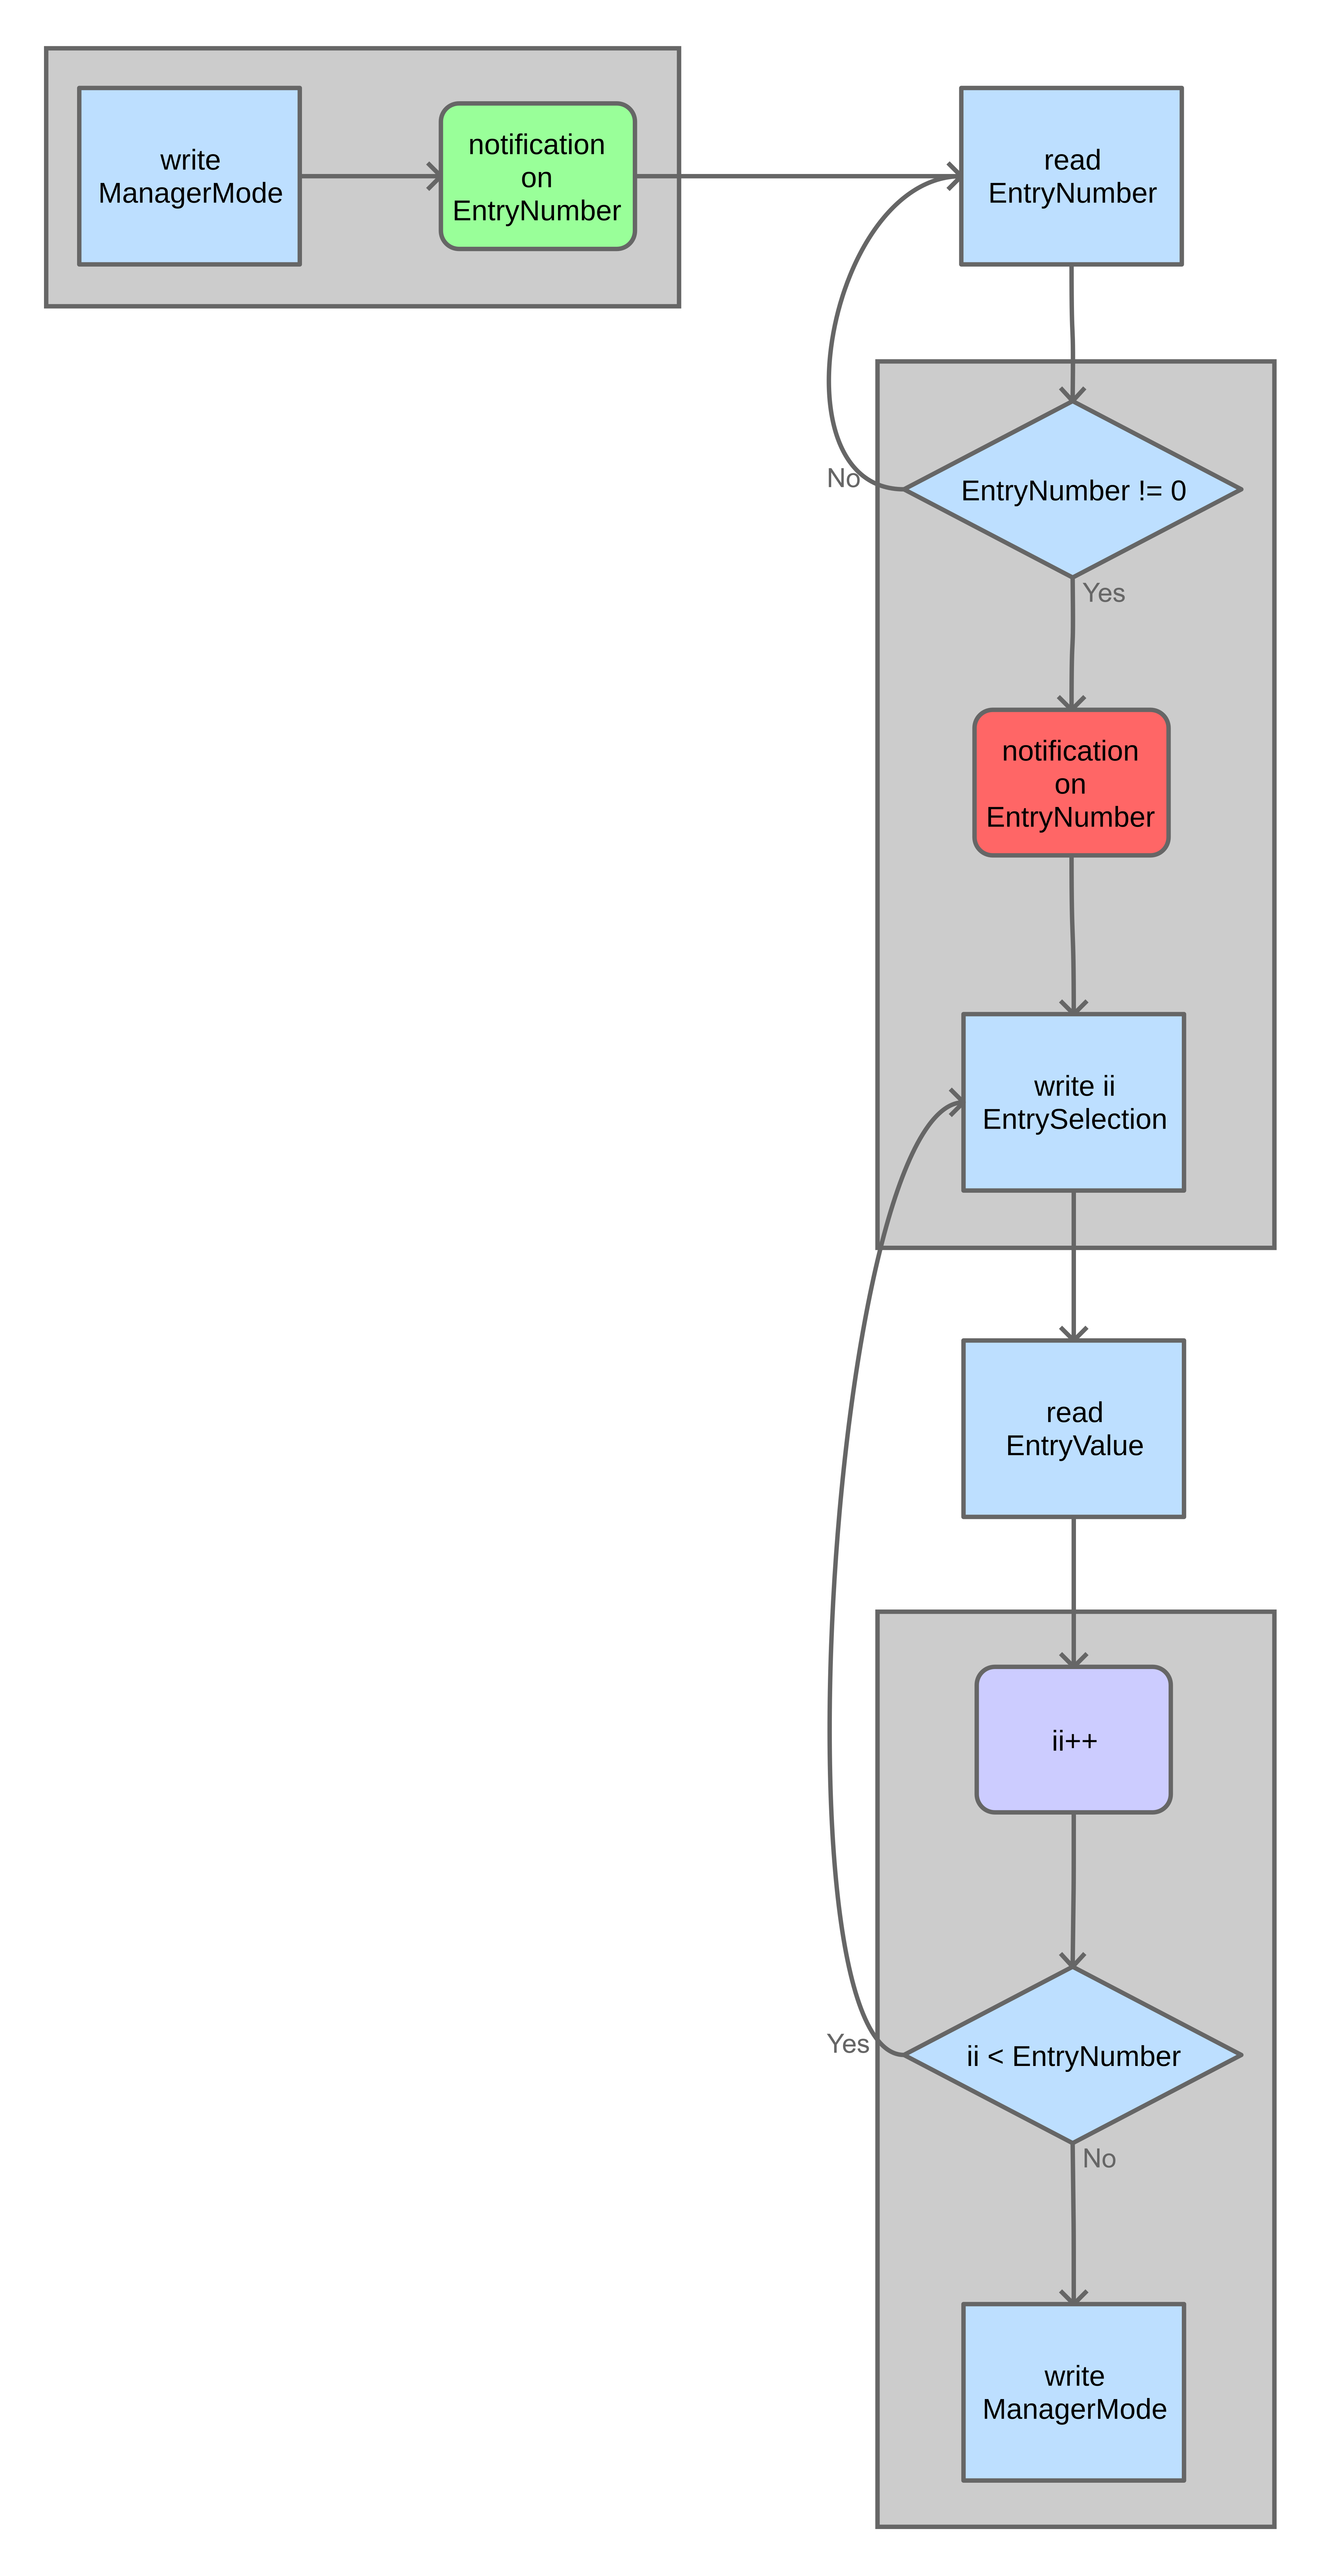 write
ManagerMode
notification
on
EntryNumber
read
EntryNumber
EntryNumber != 0
No
Yes
notification
on
EntryNumber
write ii
EntrySelection
read
EntryValue
ii++
ii < EntryNumber
Yes
No
write
ManagerMode